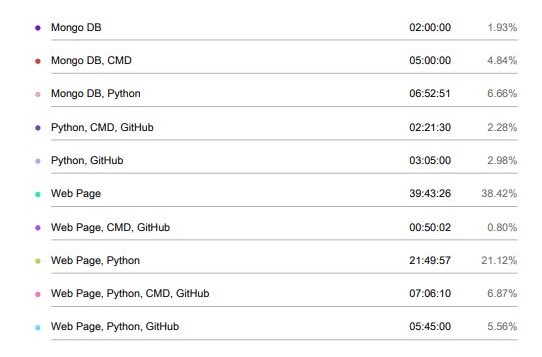 Mongo DB 02:00:00 1.93%
Mongo DB, CMD 05:00:00 4.84%
Mongo DB, Python 06:52:51 6.66%
Python, CMD, GitHub 02:21:30 2.28%
Python, GitHub 03:05:00 2.98%
Web Page 39:43:26 38.42%
Web Page, CMD, GitHub 00:50:02 0.80%
Web Page, Python 21:49:57 21.12%
Web Page, Python, CMD, GitHub 07:06:10 6.87%
Web Page, Python, GitHub 05:45:00 5.56%